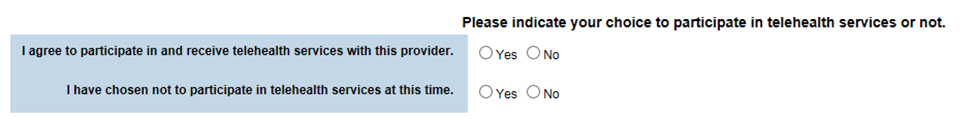 Please indicate your choice to participate in telehealth services or not.
I agree to participate in and receive telehealth services with this provider. Yes No
I have chosen not to participate in telehealth services at this time. Yes No